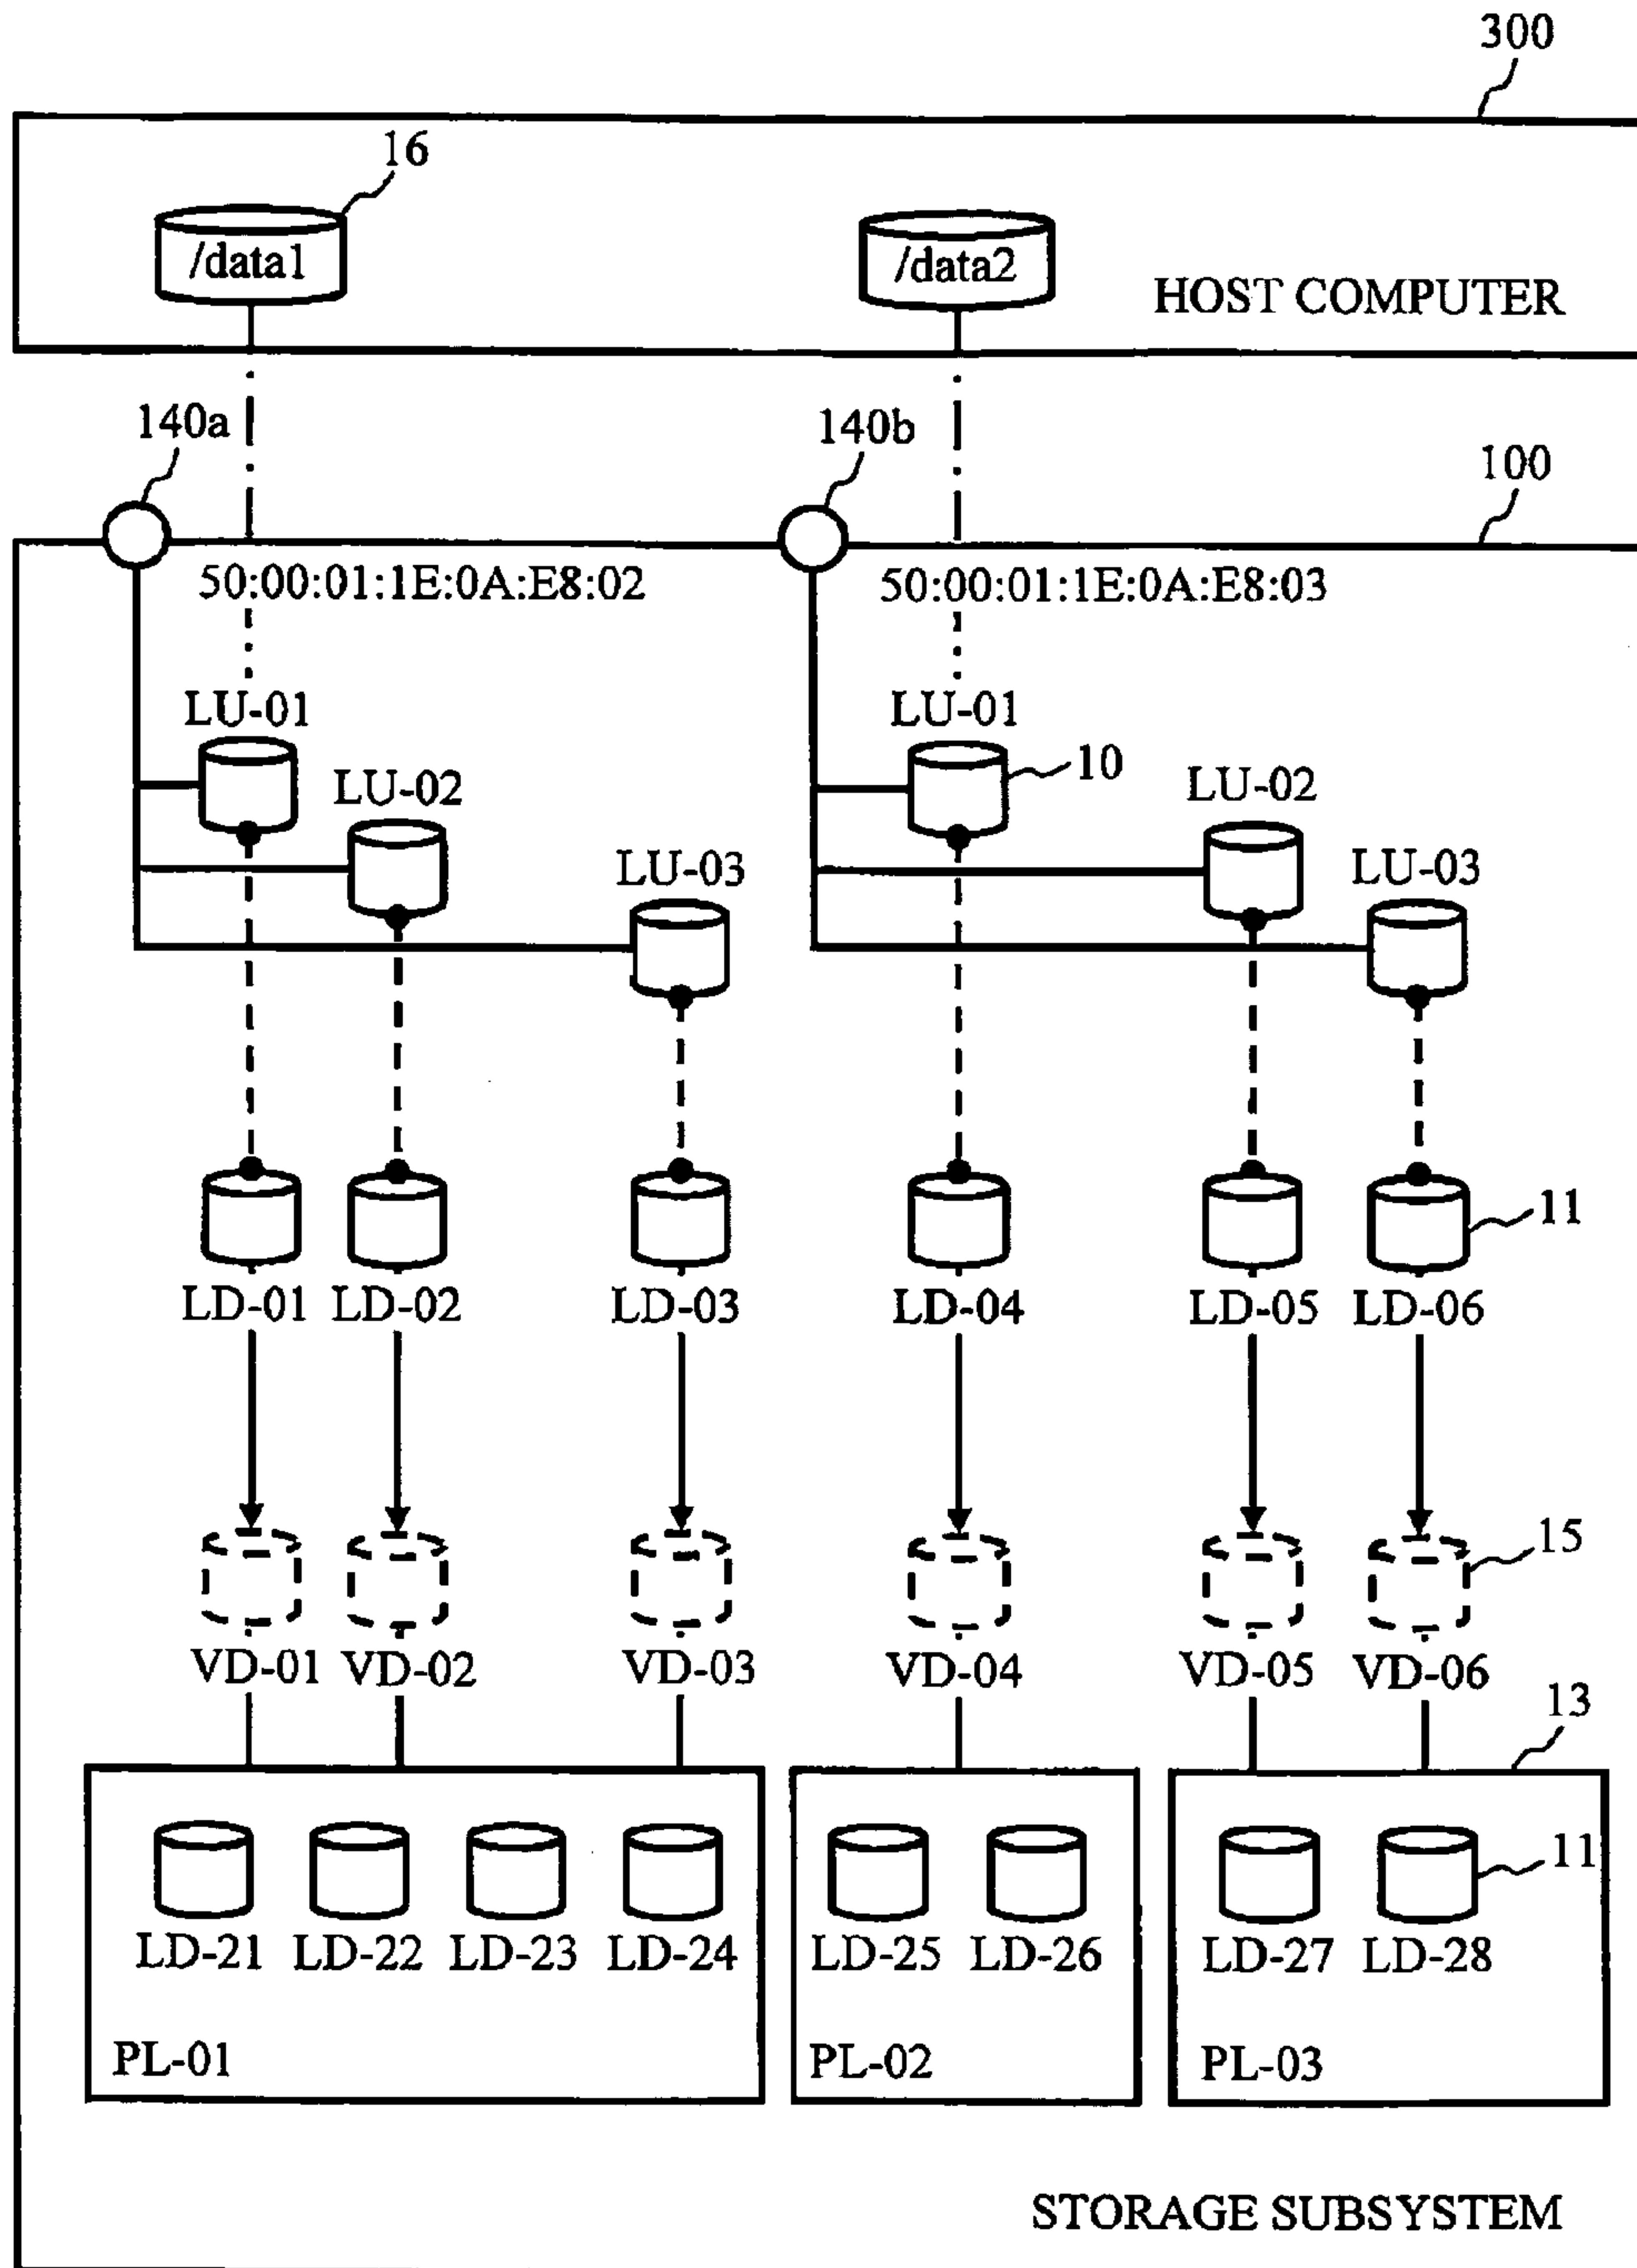 300
16
/data1
/data2
HOST COMPUTER
140a
140b
100
50:00:01:1E:0A:E8:02
50:00:01:1E:0A:E8:03
LU-01
LU-01
10
LU-02
LU-02
LU-03
LU-03
11
LD-01
LD-02
LD-03
LD-04
LD-05
LD-06
15
VD-01
VD-02
VD-03
VD-04
VD-05
VD-06
13
11
LD-21
LD-22
LD-23
LD-24
LD-25
LD-26
LD-27
LD-28
PL-01
PL-02
PL-03
STORAGE SUBSYSTEM